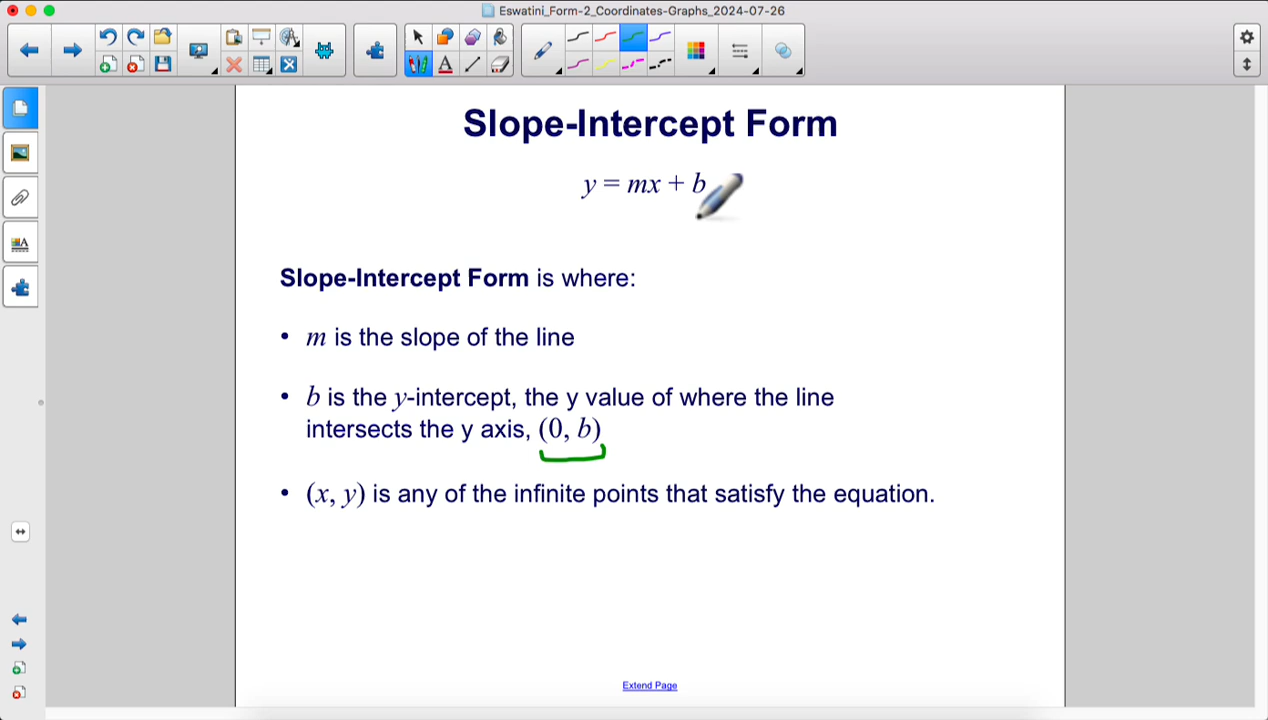 Eswatini_Form-2_Coordinates-Graphs_2024-07-26
Slope-Intercept Form
y = mx + b
Slope-Intercept Form is where:
• m is the slope of the line
• b is the y-intercept, the y value of where the line
intersects the y axis, (0, b)
• (x, y) is any of the infinite points that satisfy the equation.
Extend Page